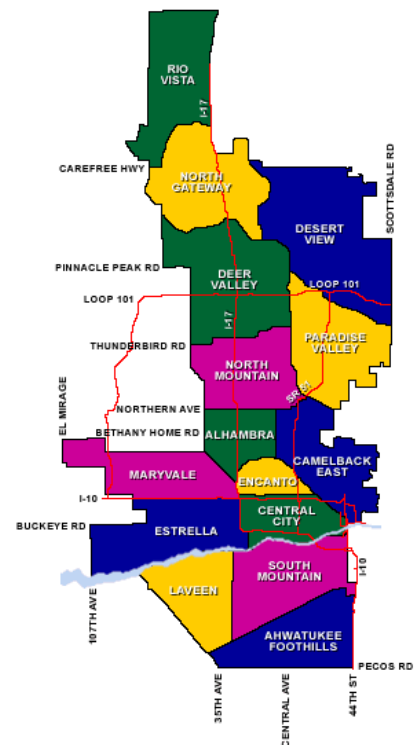 RIO
VISTA
I-17
SCOTTSDALE RD
CAREFREE HWY
NORTH
GATEWAY
DESERT
VIEW
PINNACLE PEAK RD
DEER
VALLEY
LOOP 101
LOOP 101
I-17
THUNDERBIRD RD
PARADISE
VALLEY
NORTH
MOUNTAIN
SR 51
EL MIRAGE
NORTHERN AVE
BETHANY HOME RD
ALHAMBRA
CAMELBACK
EAST
MARYVALE
ENCANTO
I-10
CENTRAL
CITY
BUCKEYE RD
ESTRELLA
SOUTH
MOUNTAIN
I-10
LAVEEN
107TH AVE
AHWATUKEE
FOOTHILLS
PECOS RD
35TH AVE
CENTRAL AVE
44TH ST